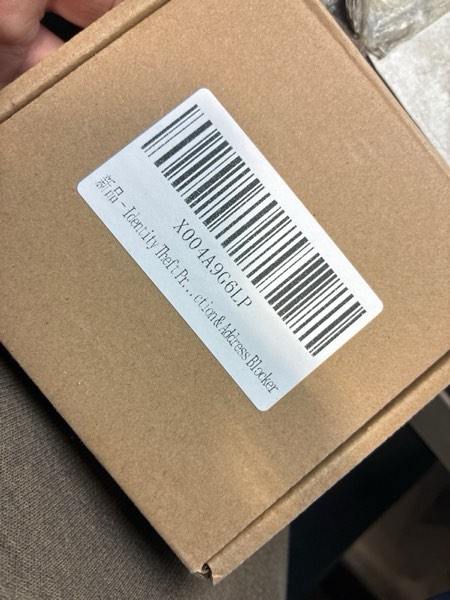 X004A9G6LP
新品 - Identity Theft Pr...ction & Address Blocker